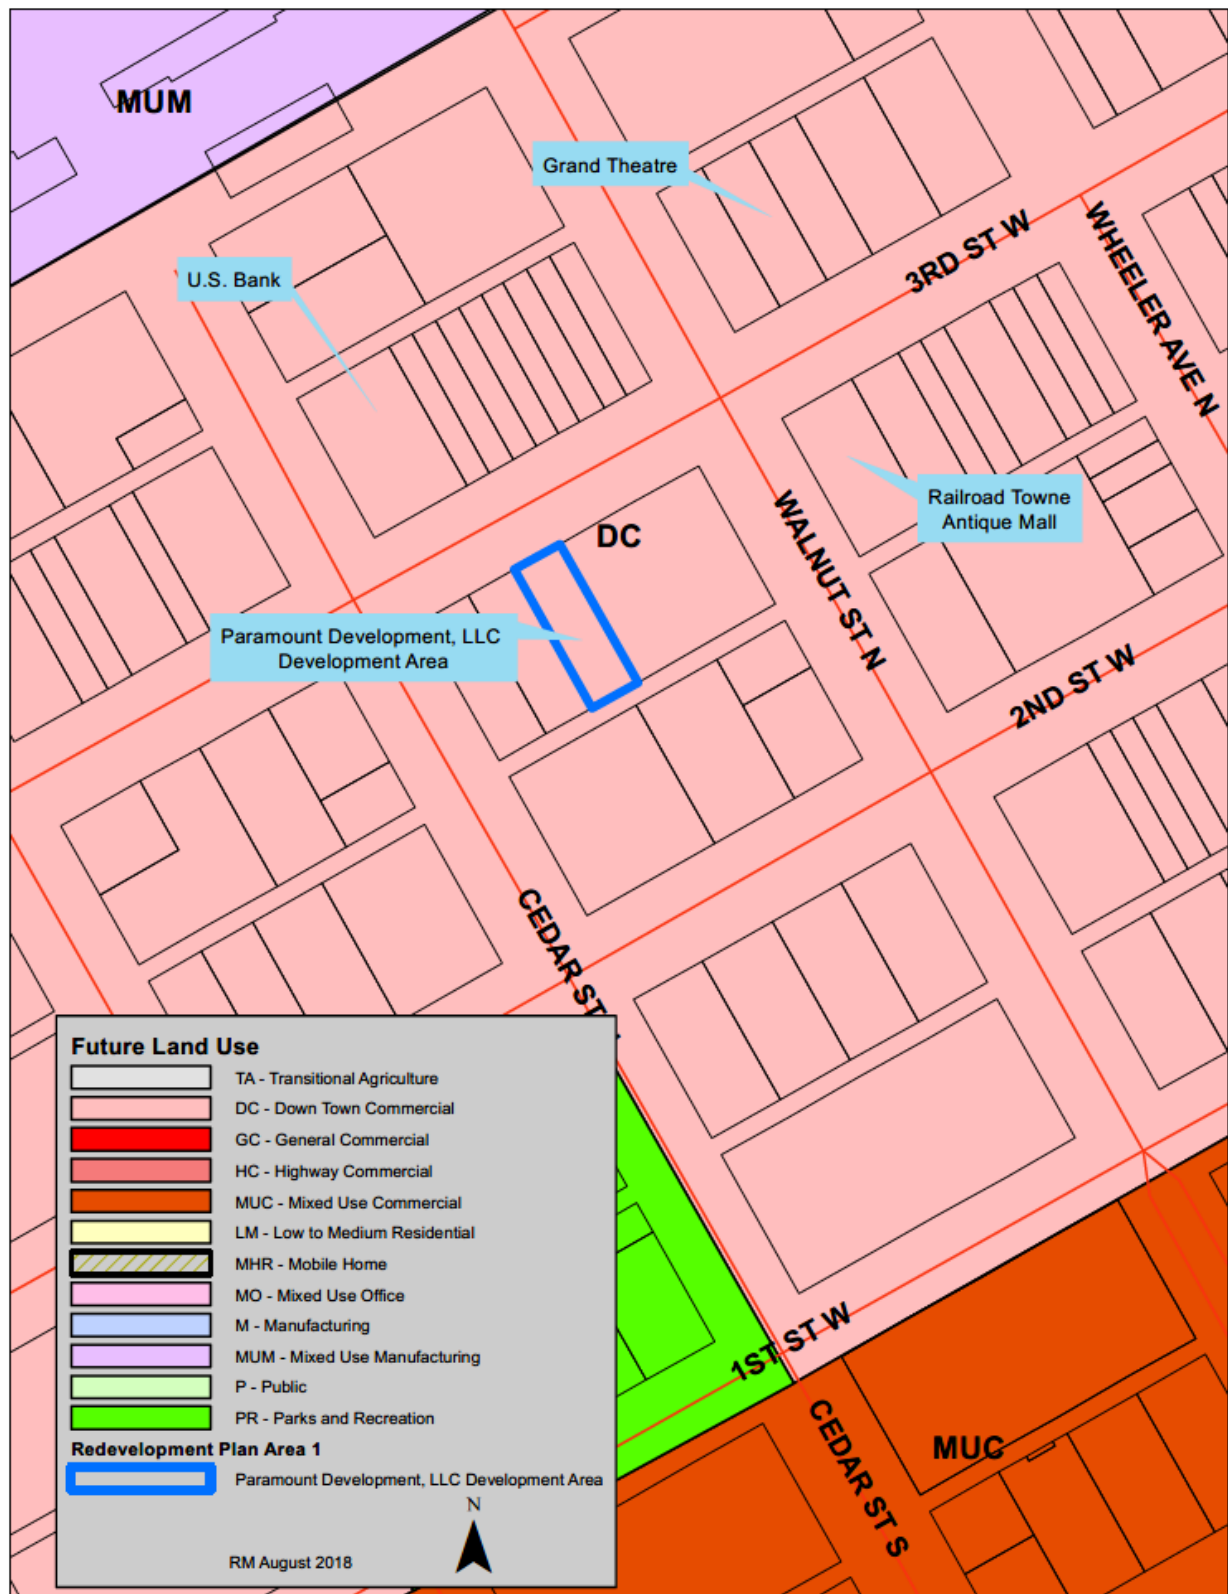 MUM
Grand Theatre
3RD ST W
WHEELER AVE N
U.S. Bank
Railroad Towne
Antique Mall
DC
WALNUT ST N
Paramount Development, LLC
Development Area
2ND ST W
CEDAR ST
1ST ST W
MUC
CEDAR ST S
Future Land Use
TA - Transitional Agriculture
DC - Down Town Commercial
GC - General Commercial
HC - Highway Commercial
MUC - Mixed Use Commercial
LM - Low to Medium Residential
MHR - Mobile Home
MO - Mixed Use Office
M - Manufacturing
MUM - Mixed Use Manufacturing
P - Public
PR - Parks and Recreation
Redevelopment Plan Area 1
Paramount Development, LLC Development Area
N
RM August 2018